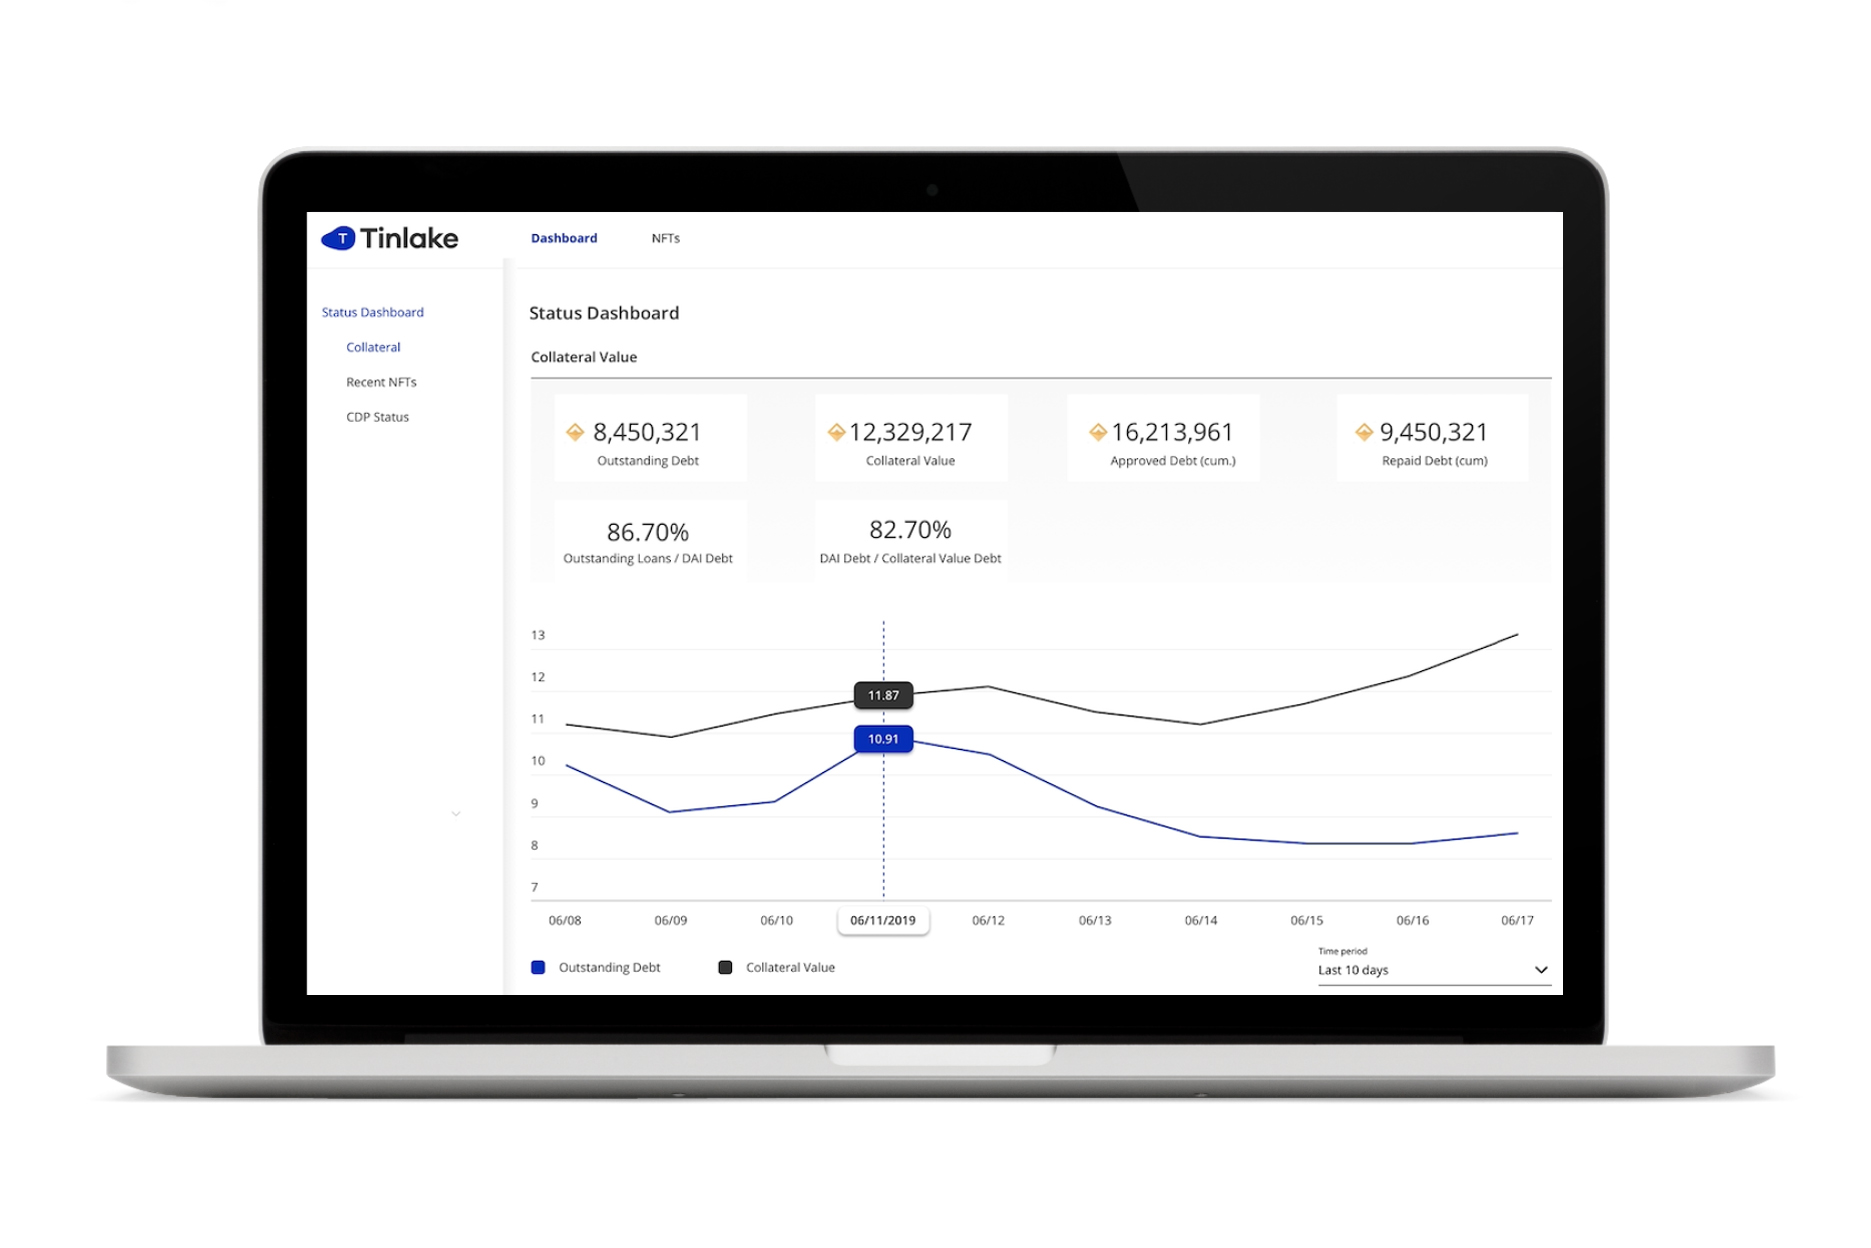 T Tinlake
Dashboard NFTs
Status Dashboard
Collateral
Recent NFTs
CDP Status
Status Dashboard
Collateral Value
8,450,321 12,329,217 16,213,961 9,450,321
Outstanding Debt Collateral Value Approved Debt (cum.) Repaid Debt (cum)
86.70% 82.70%
Outstanding Loans / DAI Debt DAI Debt / Collateral Value Debt
13
12
11
10
9
8
7
11.87
10.91
06/08 06/09 06/10 06/11/2019 06/12 06/13 06/14 06/15 06/16 06/17
Outstanding Debt Collateral Value
Time period
Last 10 days